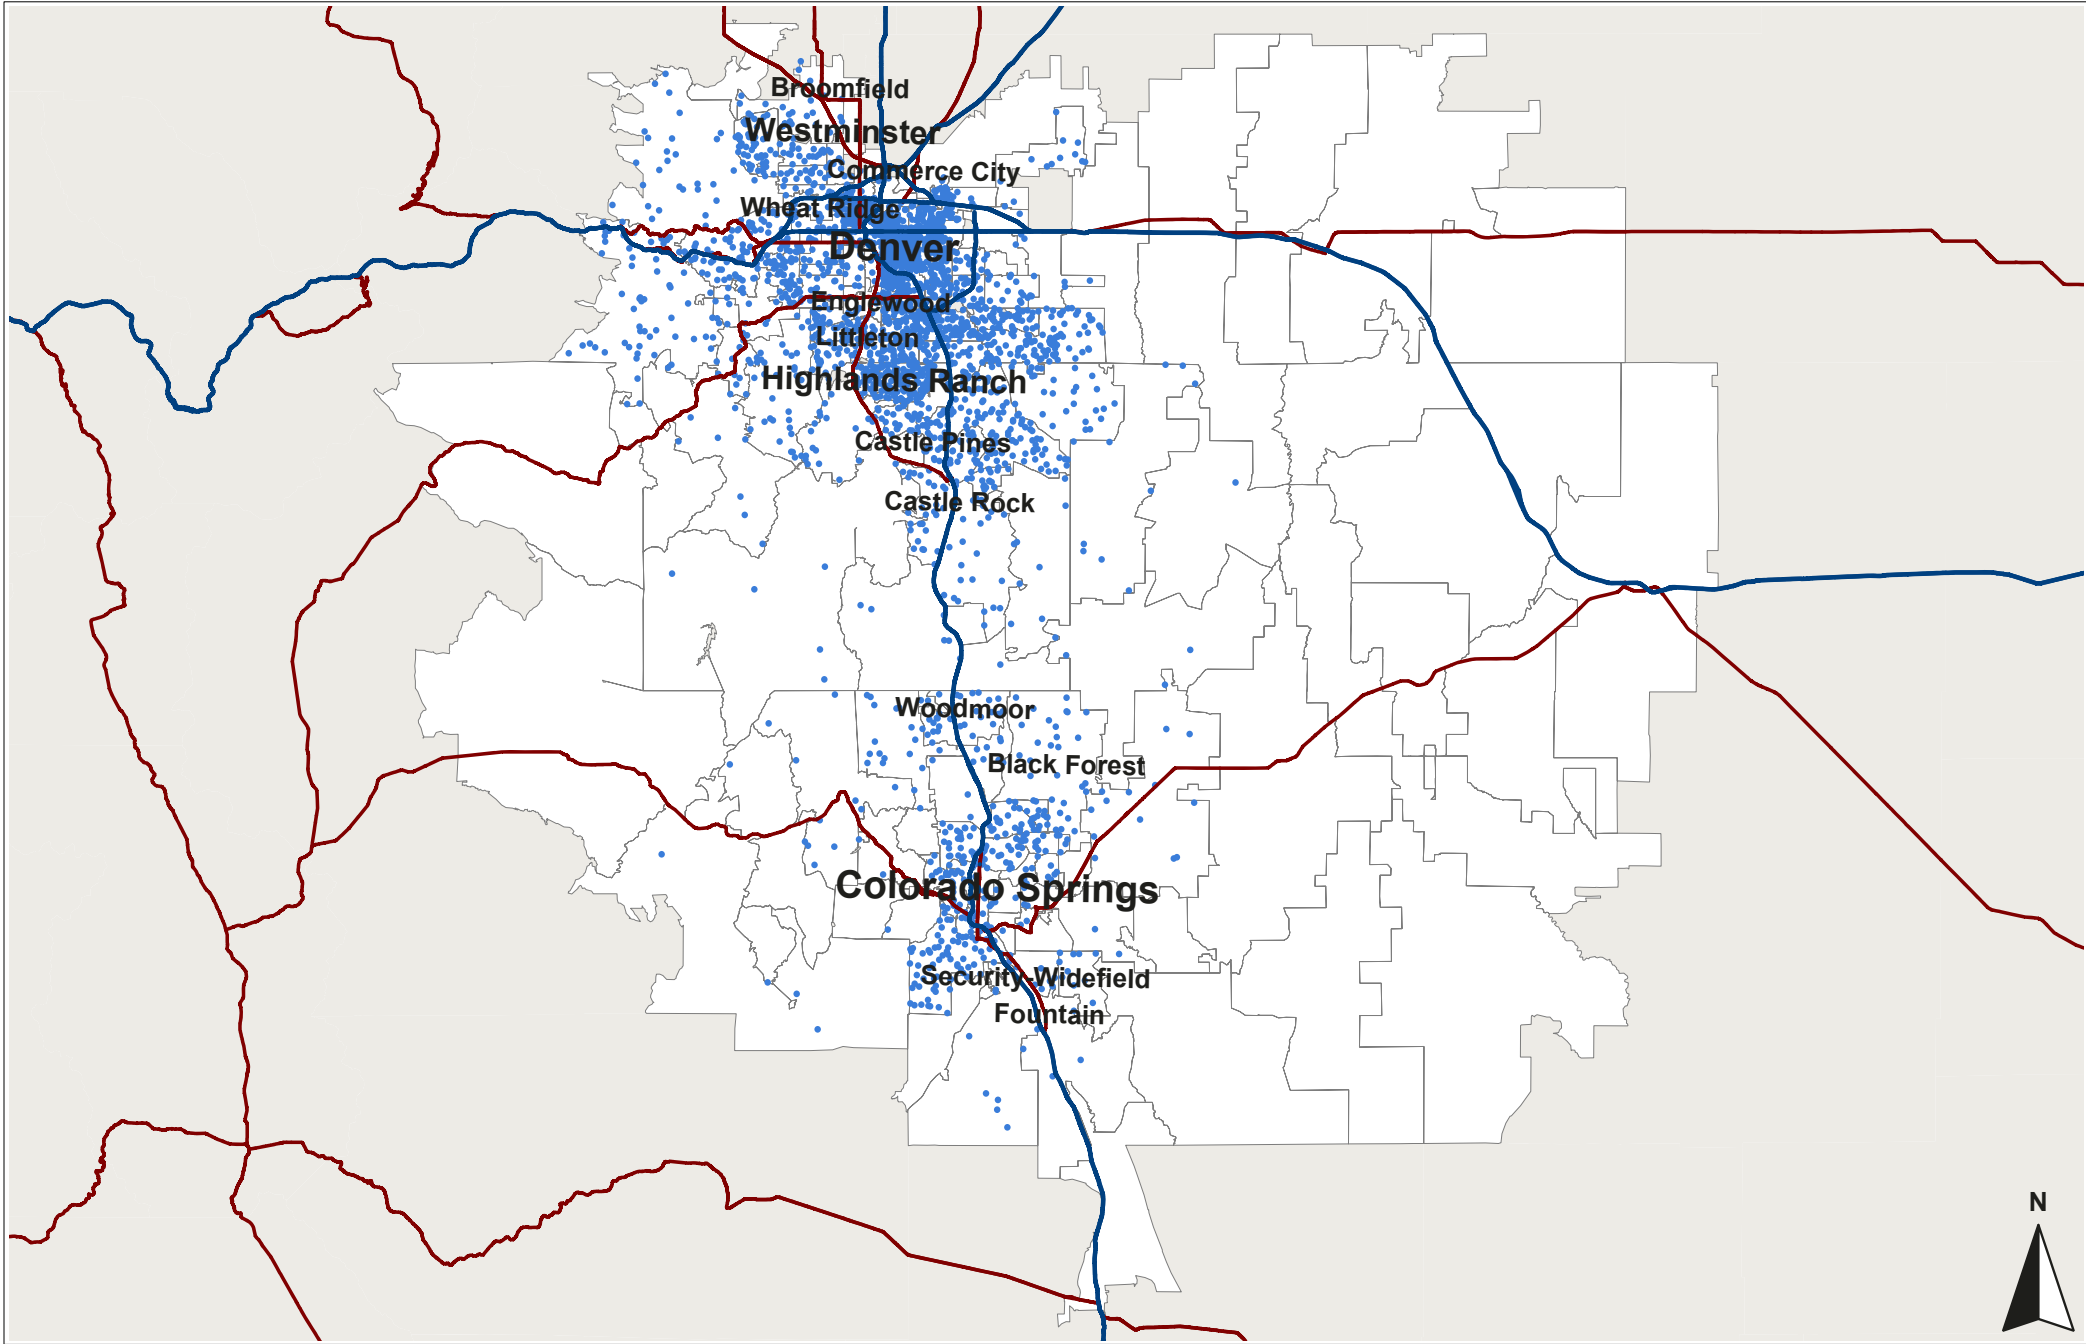 Broomfield
Westminster
Commerce City
Wheat Ridge
Denver
Englewood
Littleton
Highlands Ranch
Castle Pines
Castle Rock
Woodmoor
Black Forest
Colorado Springs
Security-Widefield
Fountain
N